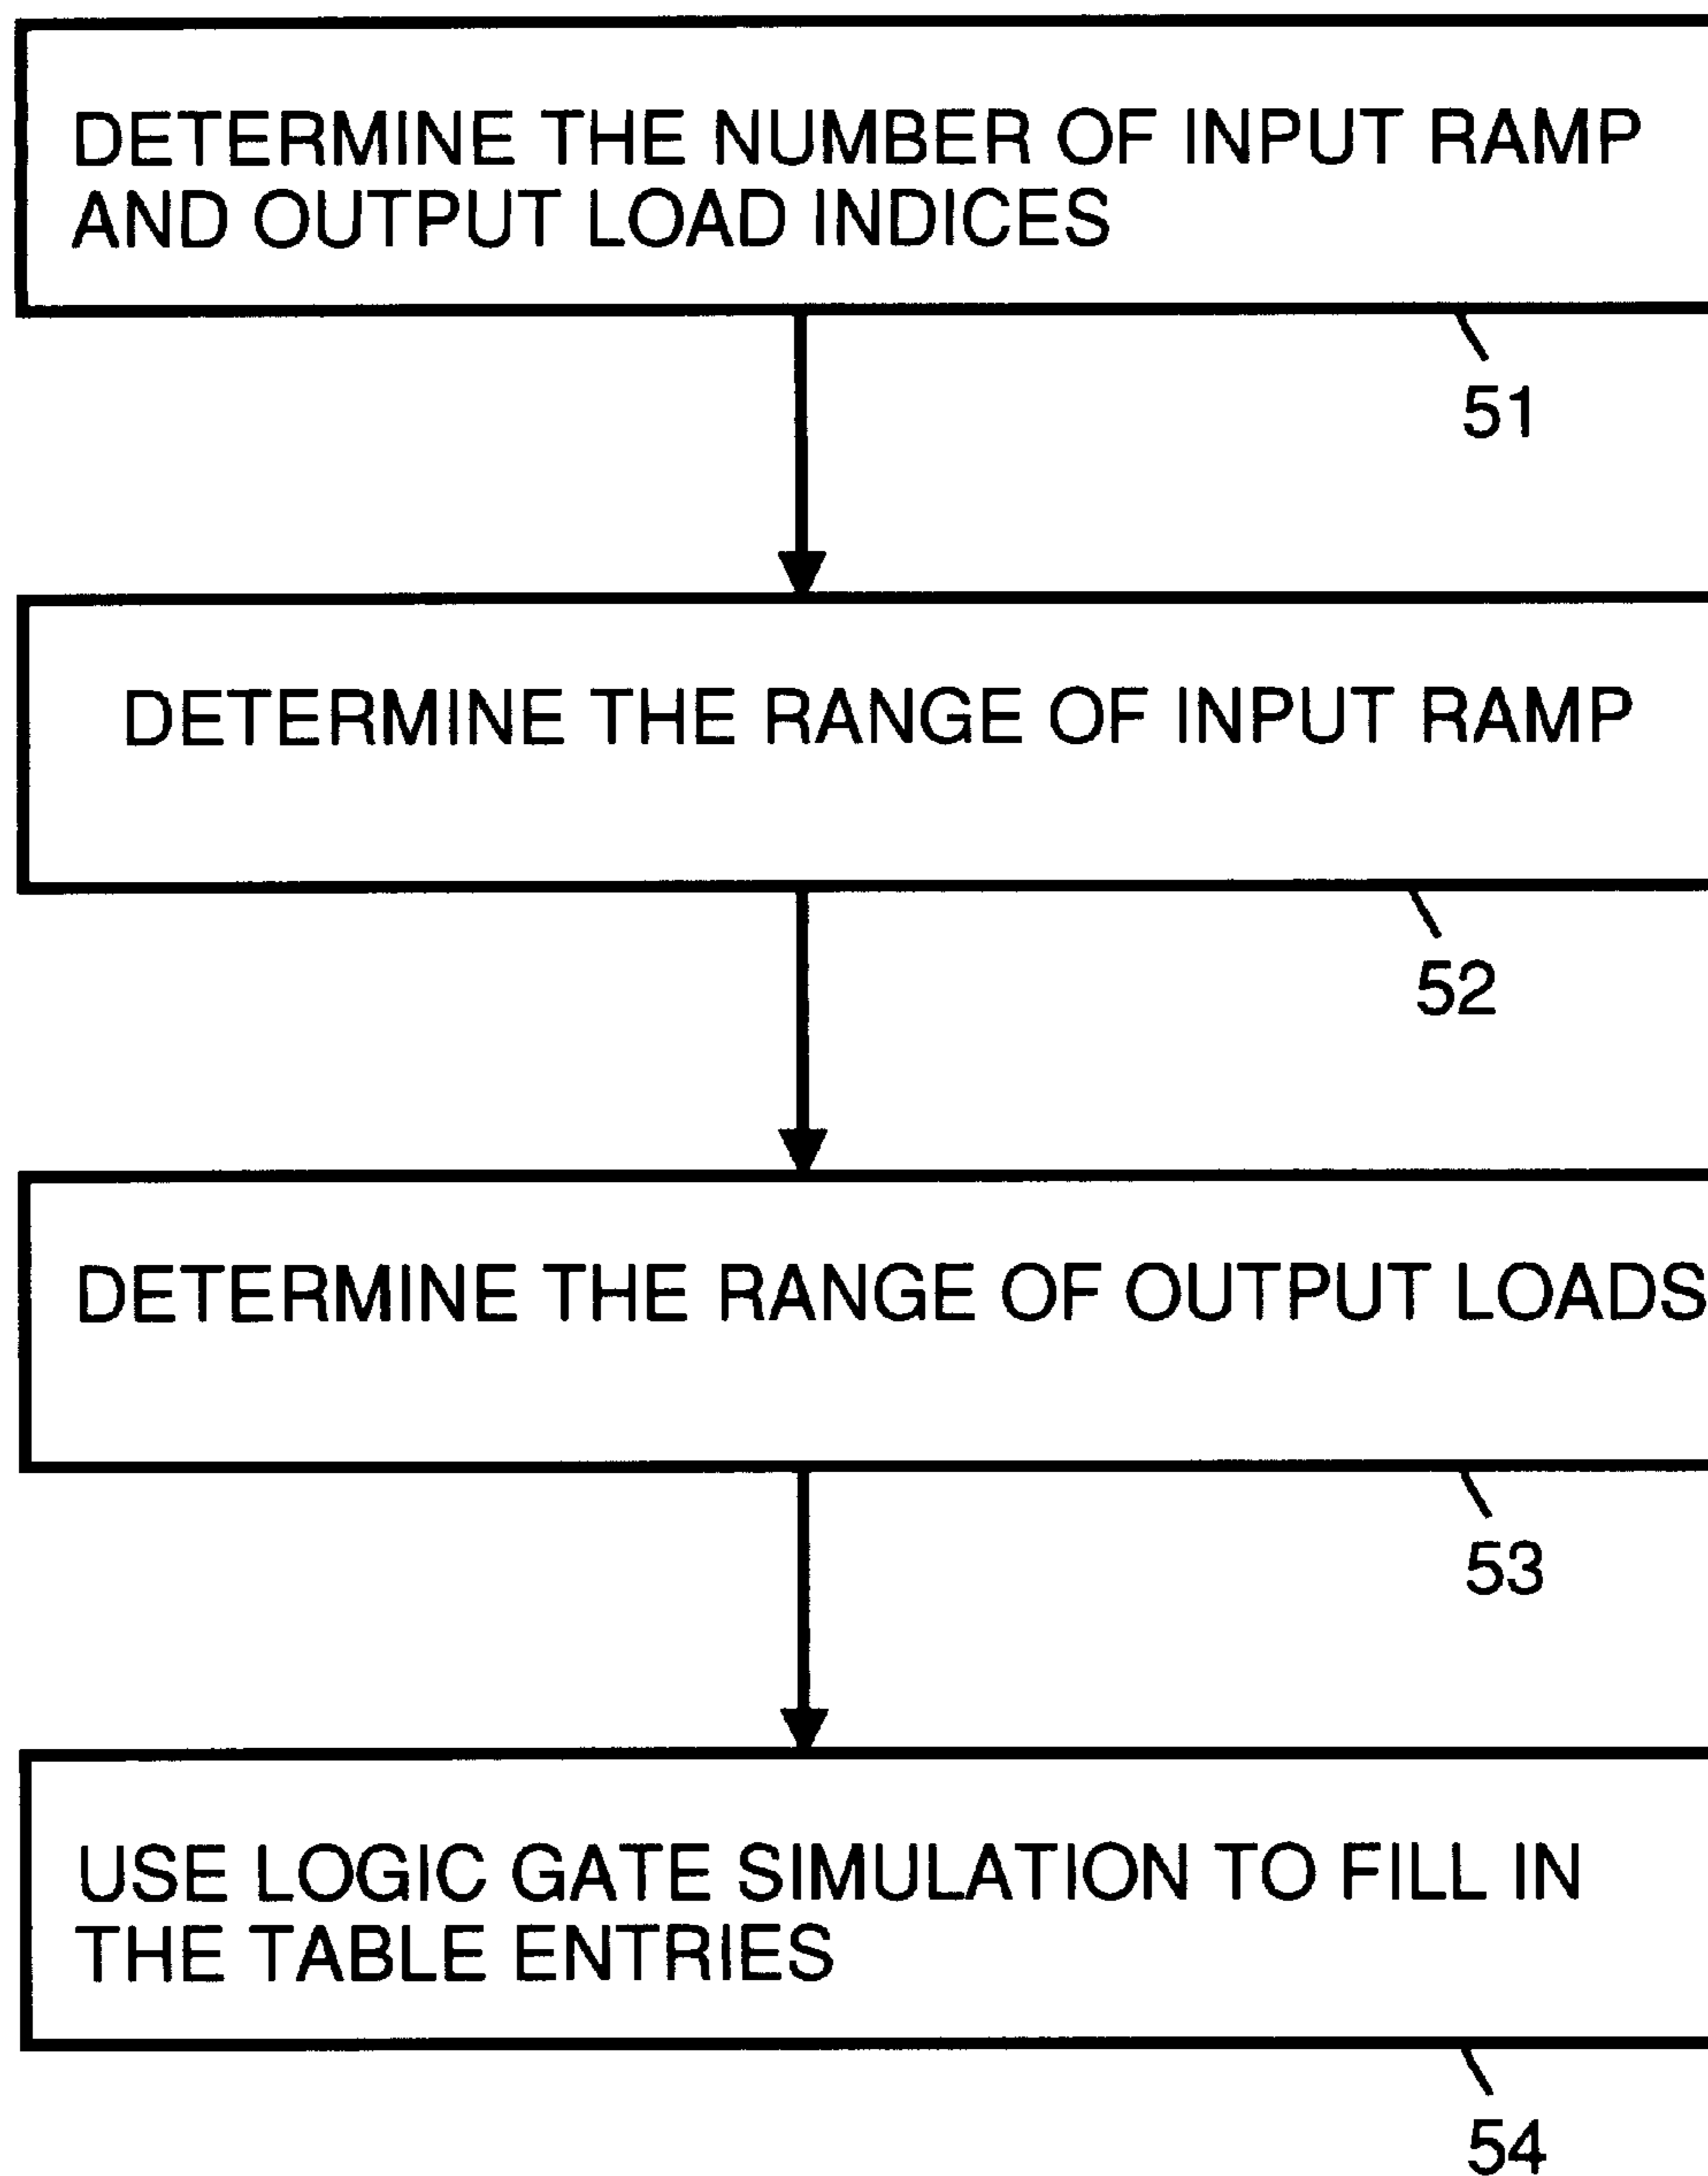 DETERMINE THE NUMBER OF INPUT RAMP
AND OUTPUT LOAD INDICES
51
DETERMINE THE RANGE OF INPUT RAMP
52
DETERMINE THE RANGE OF OUTPUT LOADS
53
USE LOGIC GATE SIMULATION TO FILL IN
THE TABLE ENTRIES
54